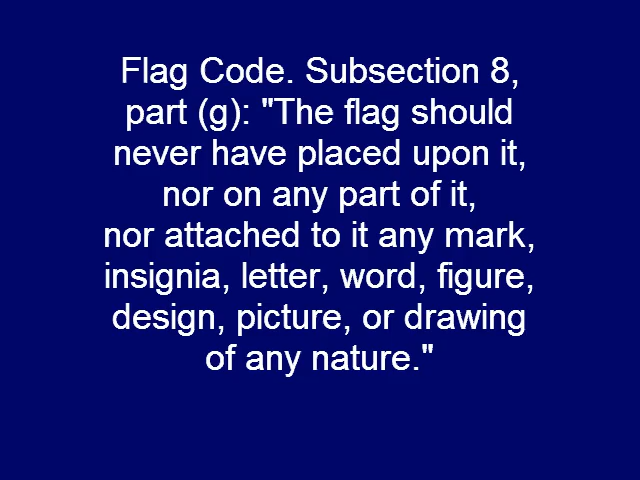 Flag Code. Subsection 8,
part (g): "The flag should
never have placed upon it,
nor on any part of it,
nor attached to it any mark,
insignia, letter, word, figure,
design, picture, or drawing
of any nature."